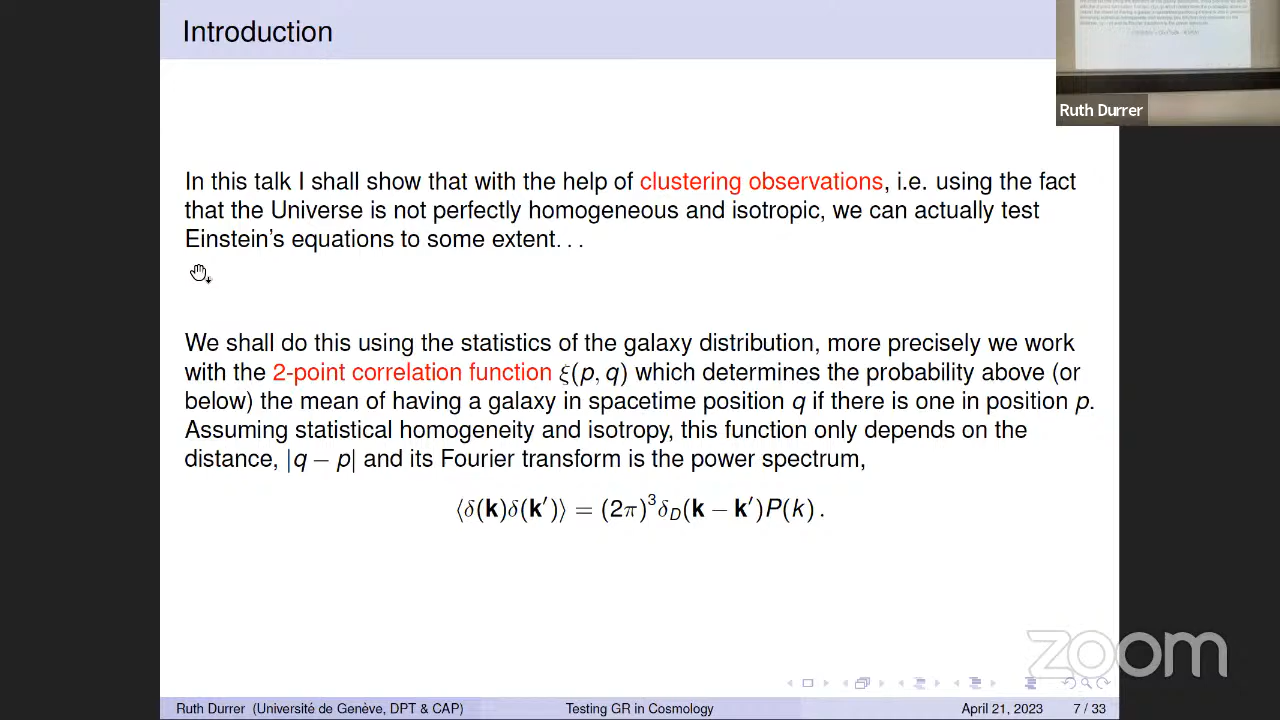 Introduction
Ruth Durrer
In this talk I shall show that with the help of clustering observations, i.e. using the fact
that the Universe is not perfectly homogeneous and isotropic, we can actually test
Einstein's equations to some extent. . .
We shall do this using the statistics of the galaxy distribution, more precisely we work
with the 2-point correlation function ξ(p, q) which determines the probability above (or
below) the mean of having a galaxy in spacetime position q if there is one in position p.
Assuming statistical homogeneity and isotropy, this function only depends on the
distance, |q − p| and its Fourier transform is the power spectrum,
⟨δ(k)δ(k′)⟩ = (2π)³δ_D(k − k′)P(k) .
zoom
Ruth Durrer (Université de Genève, DPT & CAP) Testing GR in Cosmology April 21, 2023 7 / 33